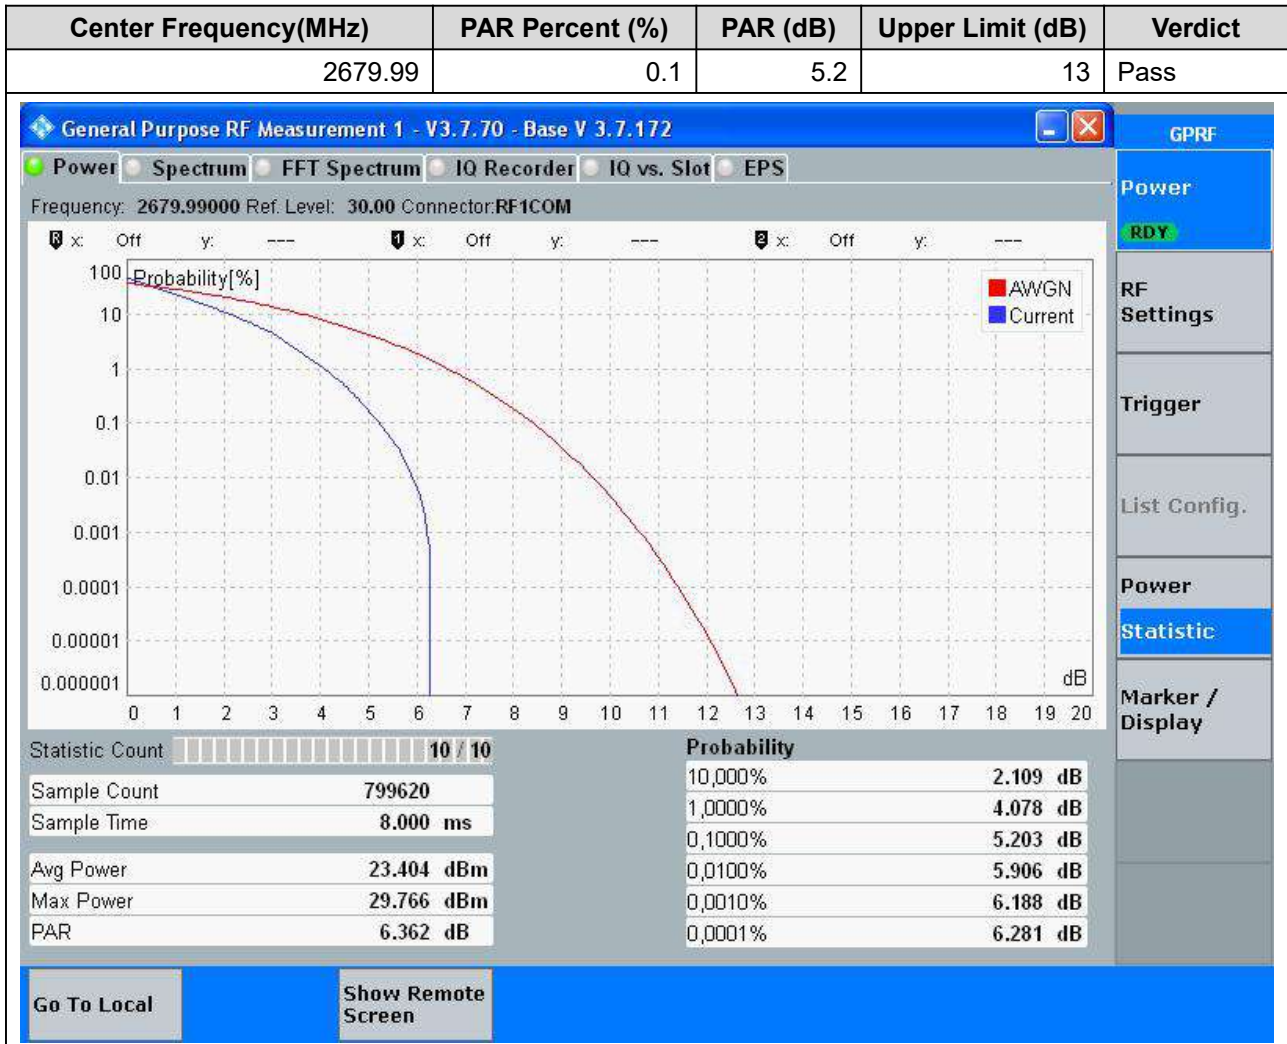 Center Frequency(MHz) PAR Percent (%) PAR (dB) Upper Limit (dB) Verdict
2679.99 0.1 5.2 13 Pass
General Purpose RF Measurement 1 - V3.7.70 - Base V 3.7.172
GPRF
Power Spectrum FFT Spectrum IQ Recorder IQ vs. Slot EPS
Power
RDY
Frequency: 2679.99000 Ref. Level: 30.00 Connector:RF1COM
R x: Off y: --- 1 x: Off y: --- 2 x: Off y: ---
Probability[%]
AWGN
Current
100
10
1
0.1
0.01
0.001
0.0001
0.00001
0.000001
dB
0 1 2 3 4 5 6 7 8 9 10 11 12 13 14 15 16 17 18 19 20
RF
Settings
Trigger
List Config.
Power
Statistic
Marker /
Display
Statistic Count 10 / 10
Sample Count 799620
Sample Time 8.000 ms
Avg Power 23.404 dBm
Max Power 29.766 dBm
PAR 6.362 dB
Probability
10,000% 2.109 dB
1,0000% 4.078 dB
0,1000% 5.203 dB
0,0100% 5.906 dB
0,0010% 6.188 dB
0,0001% 6.281 dB
Go To Local
Show Remote
Screen